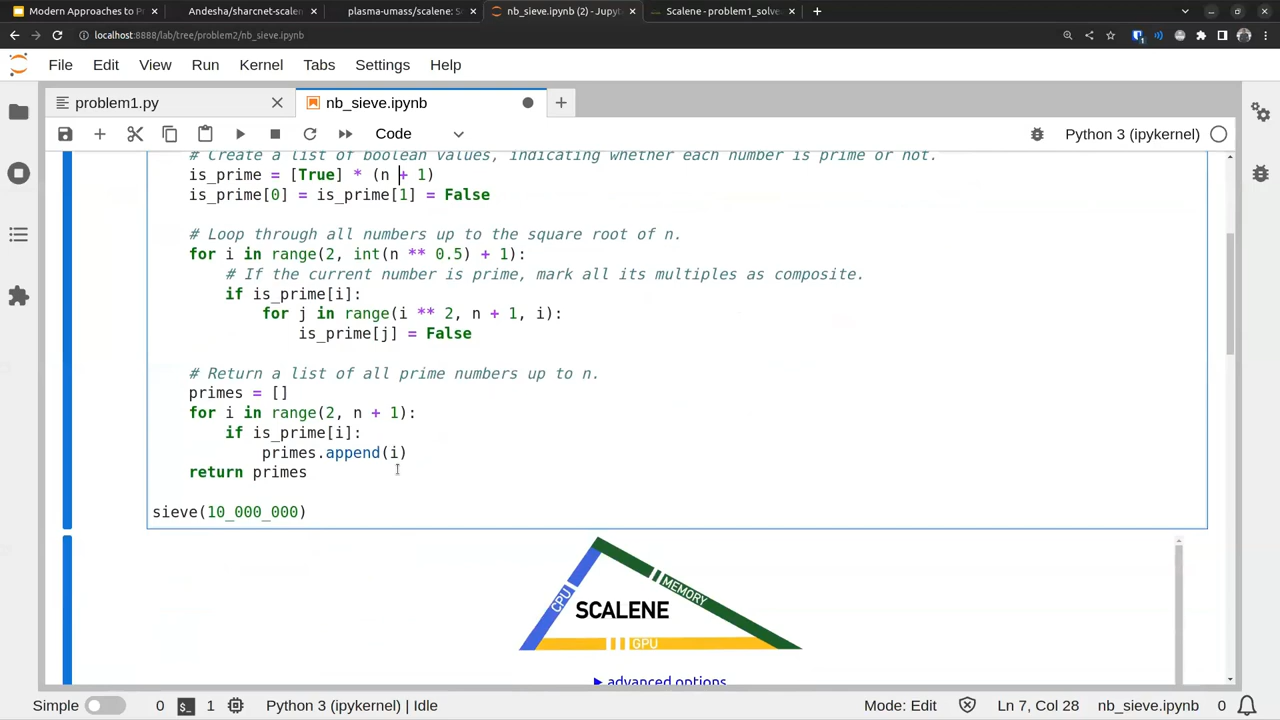 Modern Approaches to Pr
Andesha/sharcnet-scalen
plasma-umass/scalene: Sc
nb_sieve.ipynb (2) - Jupyt
Scalene - problem1_solve
localhost:8888/lab/tree/problem2/nb_sieve.ipynb
File Edit View Run Kernel Tabs Settings Help
problem1.py
nb_sieve.ipynb
Code
Python 3 (ipykernel)
# Create a list of boolean values, indicating whether each number is prime or not.
is_prime = [True] * (n + 1)
is_prime[0] = is_prime[1] = False
# Loop through all numbers up to the square root of n.
for i in range(2, int(n ** 0.5) + 1):
# If the current number is prime, mark all its multiples as composite.
if is_prime[i]:
for j in range(i ** 2, n + 1, i):
is_prime[j] = False
# Return a list of all prime numbers up to n.
primes = []
for i in range(2, n + 1):
if is_prime[i]:
primes.append(i)
return primes
sieve(10_000_000)
CPU
MEMORY
SCALENE
GPU
▶ advanced options
Simple 0 1 Python 3 (ipykernel) | Idle Mode: Edit Ln 7, Col 28 nb_sieve.ipynb 0